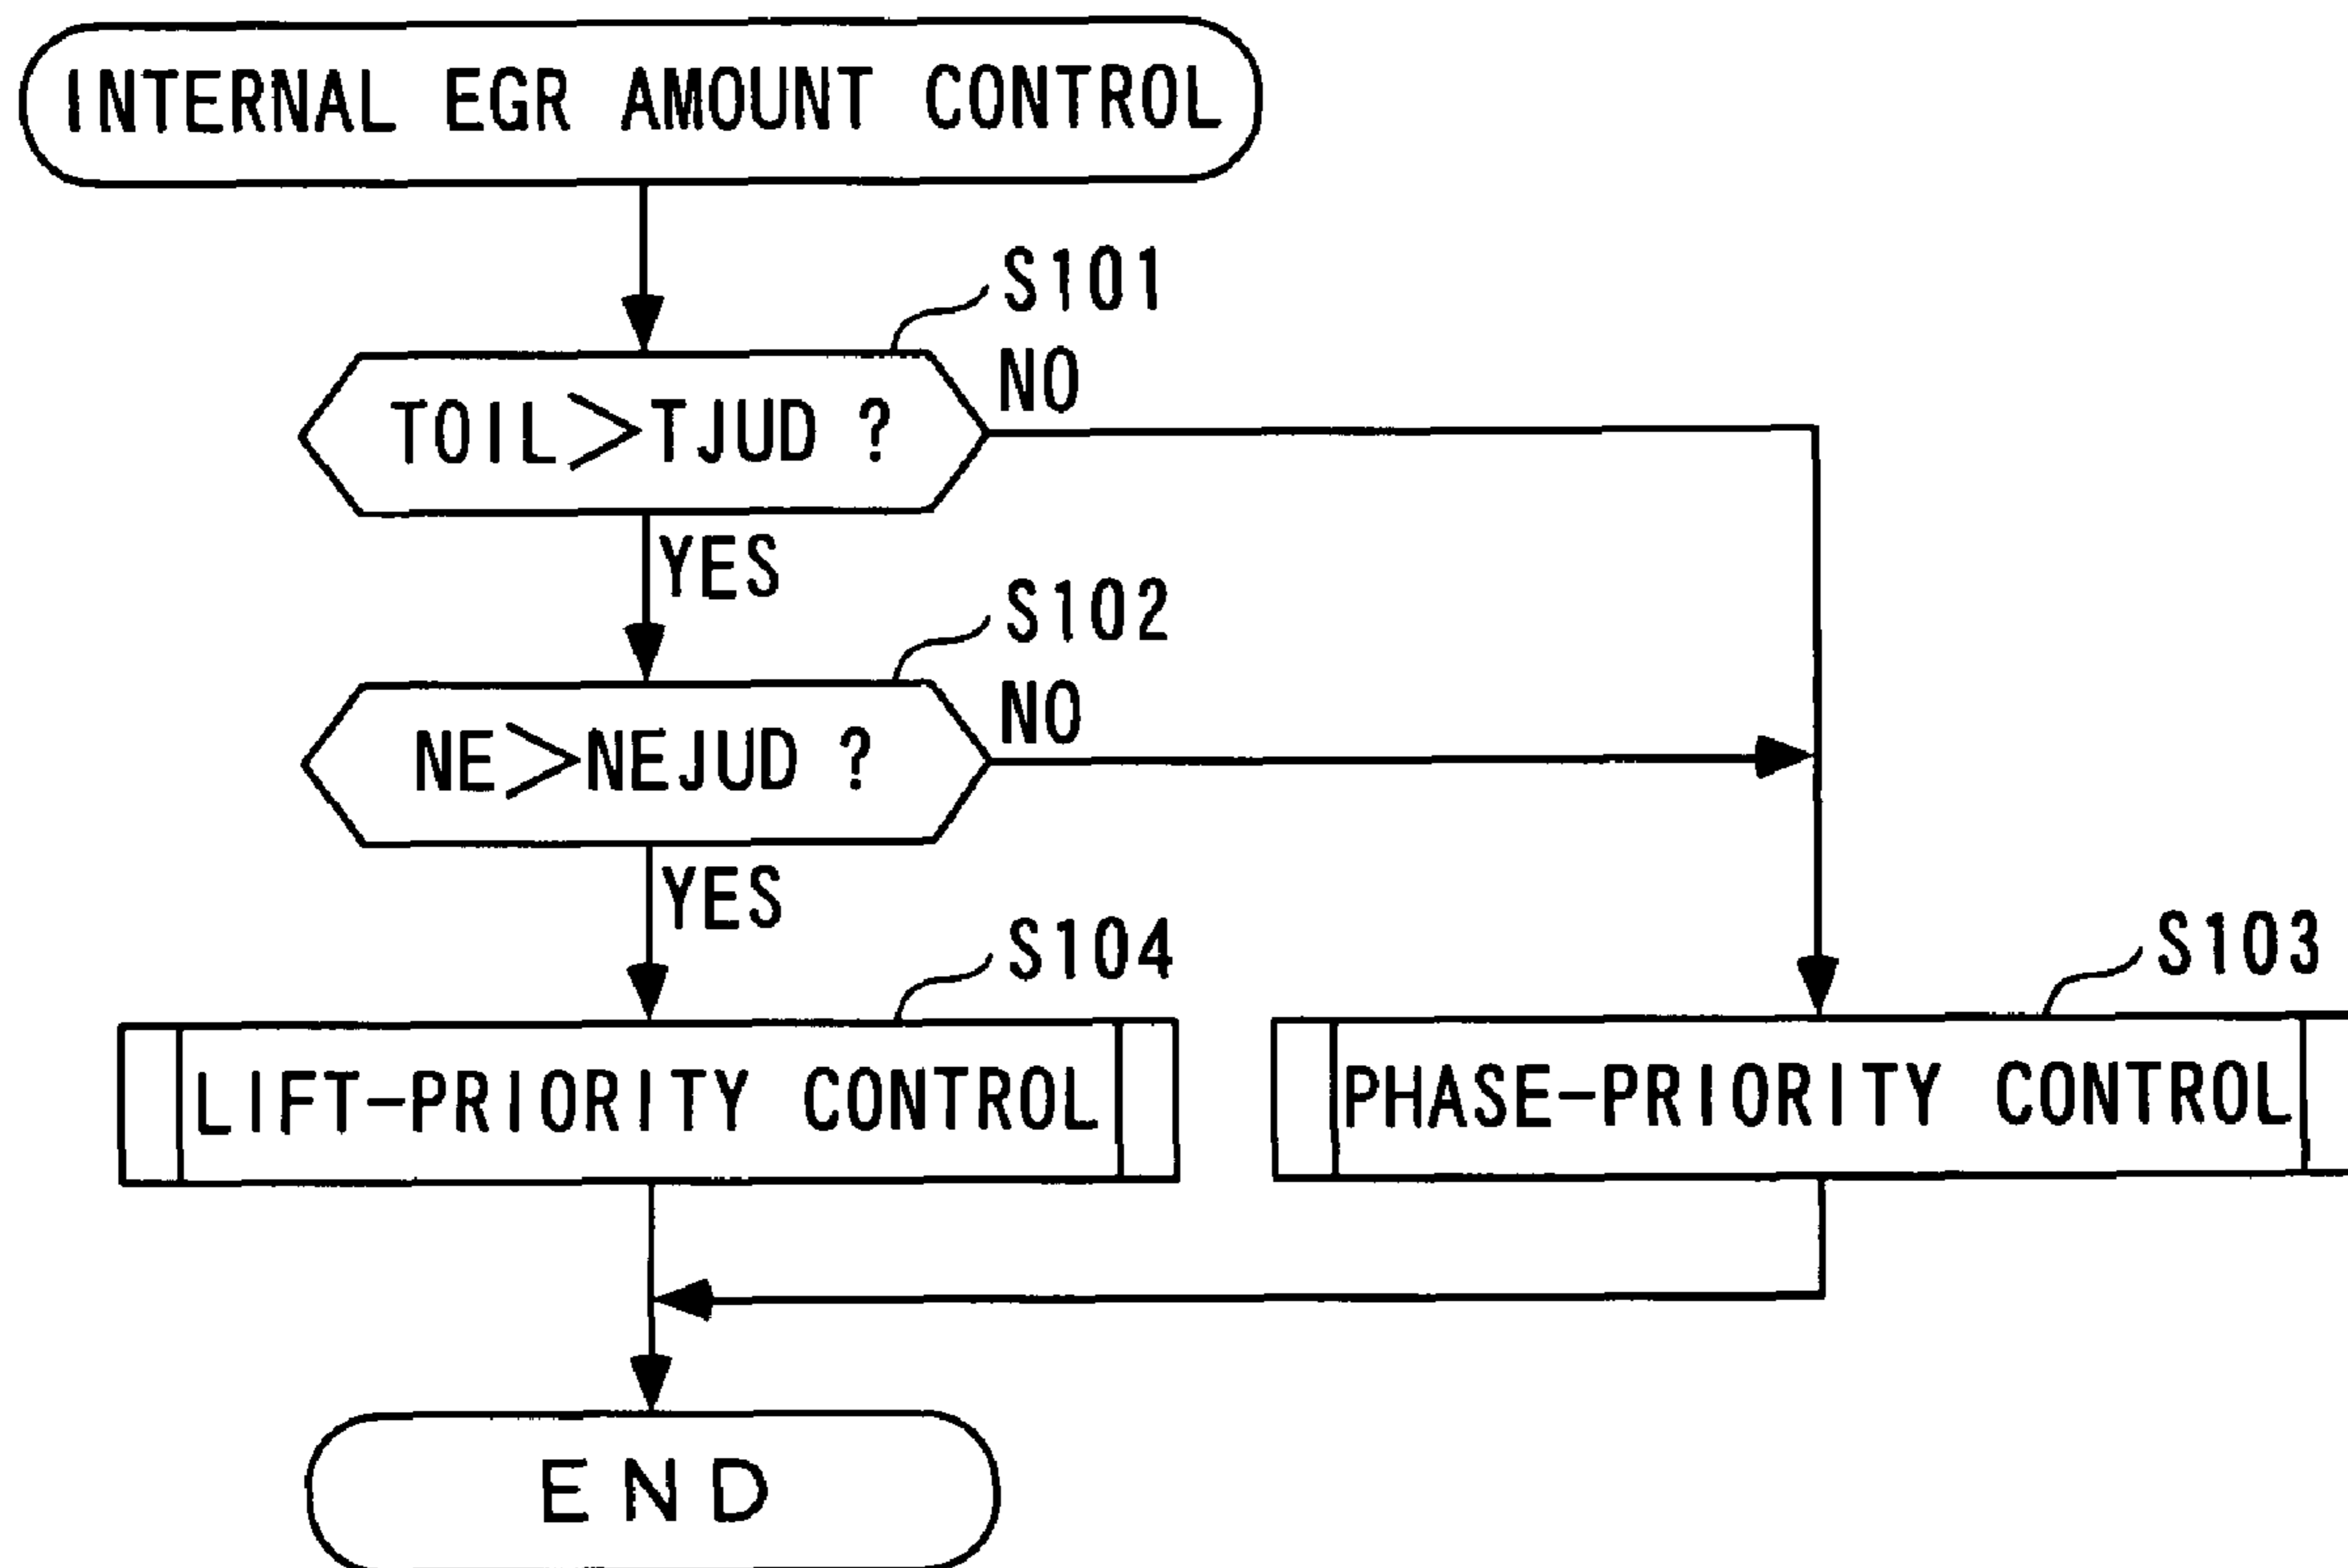 INTERNAL EGR AMOUNT CONTROL
S101
NO
TOIL>TJUD ?
YES
S102
NO
NE>NEJUD ?
YES
S104
S103
LIFT-PRIORITY CONTROL
PHASE-PRIORITY CONTROL
END